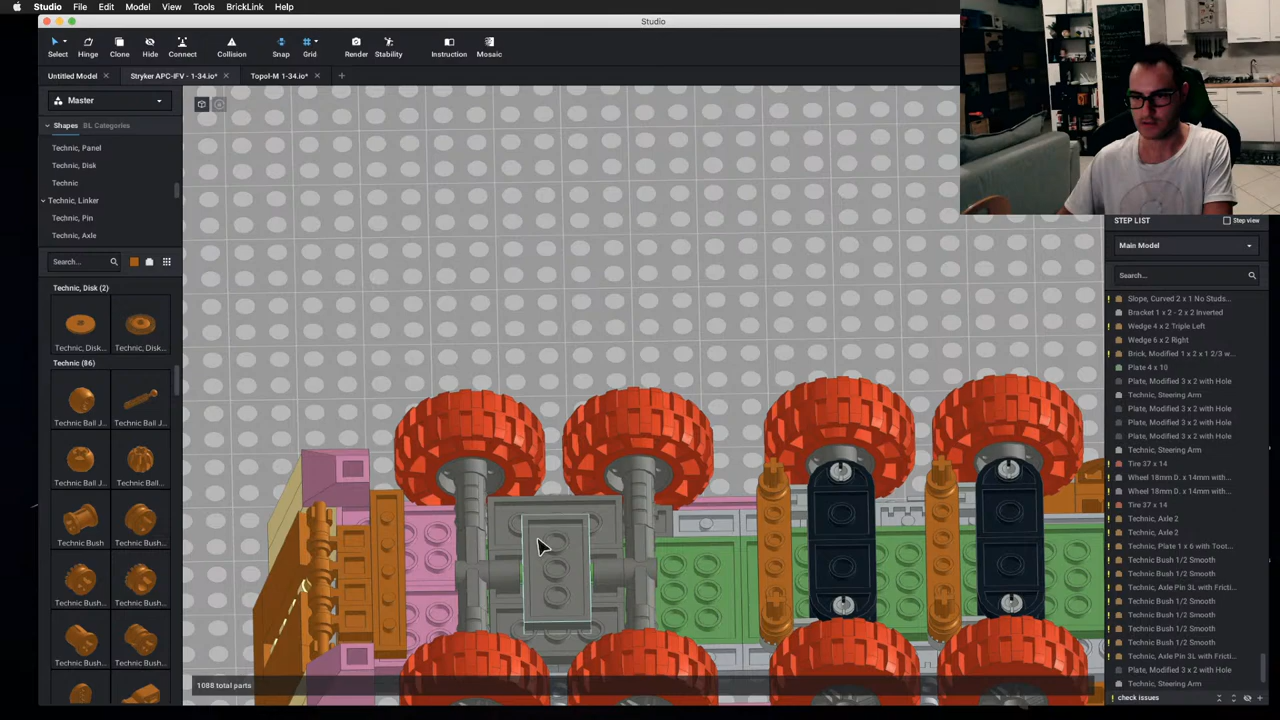 Studio File Edit Model View Tools BrickLink Window Help
Studio
Select Hinge Clone Hide Connect Collision Snap Grid Render Stability Instruction Mosaic
Untitled Model Stryker APC-IFV - 1-34.io* Topol-M 1-34.io*
Master
Shapes BL Categories
Technic, Panel
Technic, Disk
Technic
Technic, Linker
Technic, Pin
Technic, Axle
Search...
Technic, Disk (2)
Technic, Disk... Technic, Disk...
Technic (86)
Technic Ball J... Technic Ball J...
Technic Ball J... Technic Ball J...
Technic Bush Technic Bush...
Technic Bush... Technic Bush...
Technic Bush... Technic Bush...
1088 total parts
STEP LIST Step view
Main Model
Search...
Slope, Curved 2 x 1 No Studs...
Bracket 1 x 2 - 2 x 2 Inverted
Wedge 4 x 2 Triple Left
Wedge 6 x 2 Right
Brick, Modified 1 x 2 x 1 2/3 w...
Plate 4 x 10
Plate, Modified 3 x 2 with Hole
Technic, Steering Arm
Plate, Modified 3 x 2 with Hole
Plate, Modified 3 x 2 with Hole
Plate, Modified 3 x 2 with Hole
Technic, Steering Arm
Tire 37 x 14
Wheel 18mm D. x 14mm with...
Wheel 18mm D. x 14mm with...
Tire 37 x 14
Technic, Axle 2
Technic, Axle 2
Technic, Plate 1 x 6 with Toot...
Technic Bush 1/2 Smooth
Technic Bush 1/2 Smooth
Technic, Axle Pin 3L with Fricti...
Technic Bush 1/2 Smooth
Technic Bush 1/2 Smooth
Technic Bush 1/2 Smooth
Technic Bush 1/2 Smooth
Technic, Axle Pin 3L with Fricti...
Plate, Modified 3 x 2 with Hole
Technic, Steering Arm
check issues